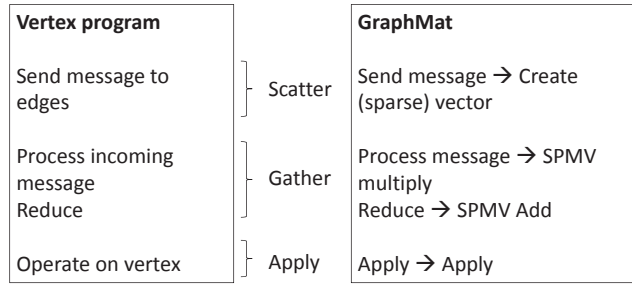 Vertex program
Send message to
edges
Process incoming
message
Reduce
Operate on vertex
Scatter
Gather
Apply
GraphMat
Send message → Create
(sparse) vector
Process message → SPMV
multiply
Reduce → SPMV Add
Apply → Apply